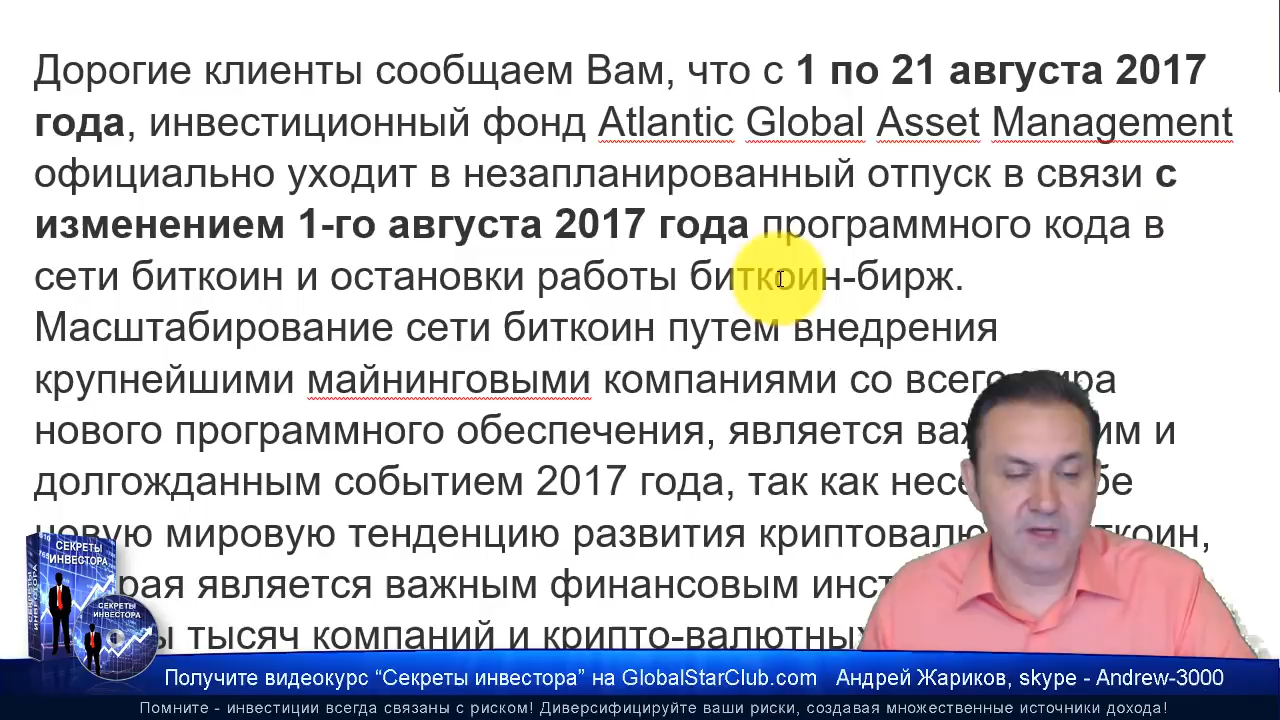 Дорогие клиенты сообщаем Вам, что с 1 по 21 августа 2017
года, инвестиционный фонд Atlantic Global Asset Management
официально уходит в незапланированный отпуск в связи с
изменением 1-го августа 2017 года программного кода в
сети биткоин и остановки работы биткоин-бирж.
Масштабирование сети биткоин путем внедрения
крупнейшими майнинговыми компаниями со всего
нового программного обеспечения, является
долгожданным событием 2017 года, так как
мировую тенденцию развития
является важным финансовым
тысяч компаний и крипто-валютных
СЕКРЕТЫ
ИНВЕСТОРА
СЕКРЕТЫ
ИНВЕСТОРА
СЕКРЕТЫ ИНВЕСТОРА
Получите видеокурс “Секреты инвестора” на GlobalStarClub.com Андрей Жариков, skype - Andrew-3000
Помните - инвестиции всегда связаны с риском! Диверсифицируйте ваши риски, создавая множественные источники дохода!